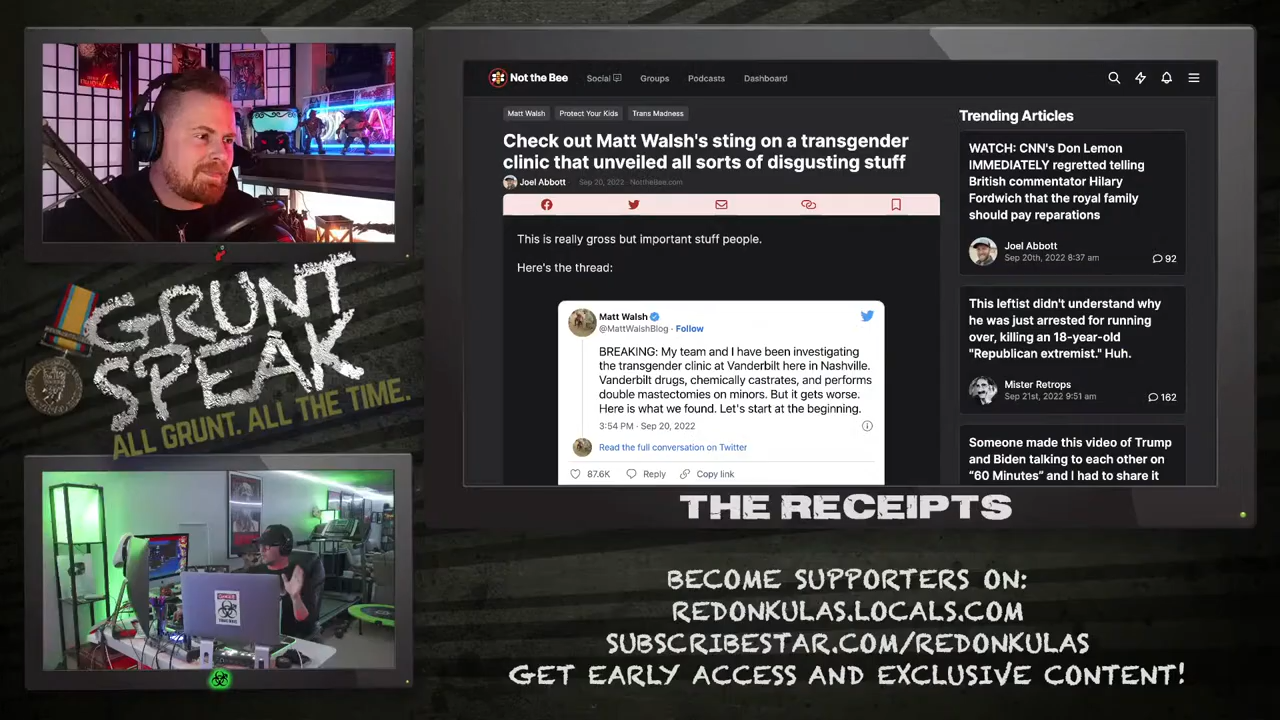 GRUNT
SPEAK
ALL GRUNT. ALL THE TIME.
Not the Bee
Social
Groups
Podcasts
Dashboard
Matt Walsh
Protect Your Kids
Trans Madness
Check out Matt Walsh's sting on a transgender
clinic that unveiled all sorts of disgusting stuff
Joel Abbott
Sep 20, 2022 · NottheBee.com
This is really gross but important stuff people.
Here's the thread:
Matt Walsh
@MattWalshBlog · Follow
BREAKING: My team and I have been investigating
the transgender clinic at Vanderbilt here in Nashville.
Vanderbilt drugs, chemically castrates, and performs
double mastectomies on minors. But it gets worse.
Here is what we found. Let's start at the beginning.
3:54 PM · Sep 20, 2022
Read the full conversation on Twitter
87.6K
Reply
Copy link
Trending Articles
WATCH: CNN's Don Lemon
IMMEDIATELY regretted telling
British commentator Hilary
Fordwich that the royal family
should pay reparations
Joel Abbott
Sep 20th, 2022 8:37 am
92
This leftist didn't understand why
he was just arrested for running
over, killing an 18-year-old
"Republican extremist." Huh.
Mister Retrops
Sep 21st, 2022 9:51 am
162
Someone made this video of Trump
and Biden talking to each other on
“60 Minutes” and I had to share it
THE RECEIPTS
BECOME SUPPORTERS ON:
REDONKULAS.LOCALS.COM
SUBSCRIBESTAR.COM/REDONKULAS
GET EARLY ACCESS AND EXCLUSIVE CONTENT!